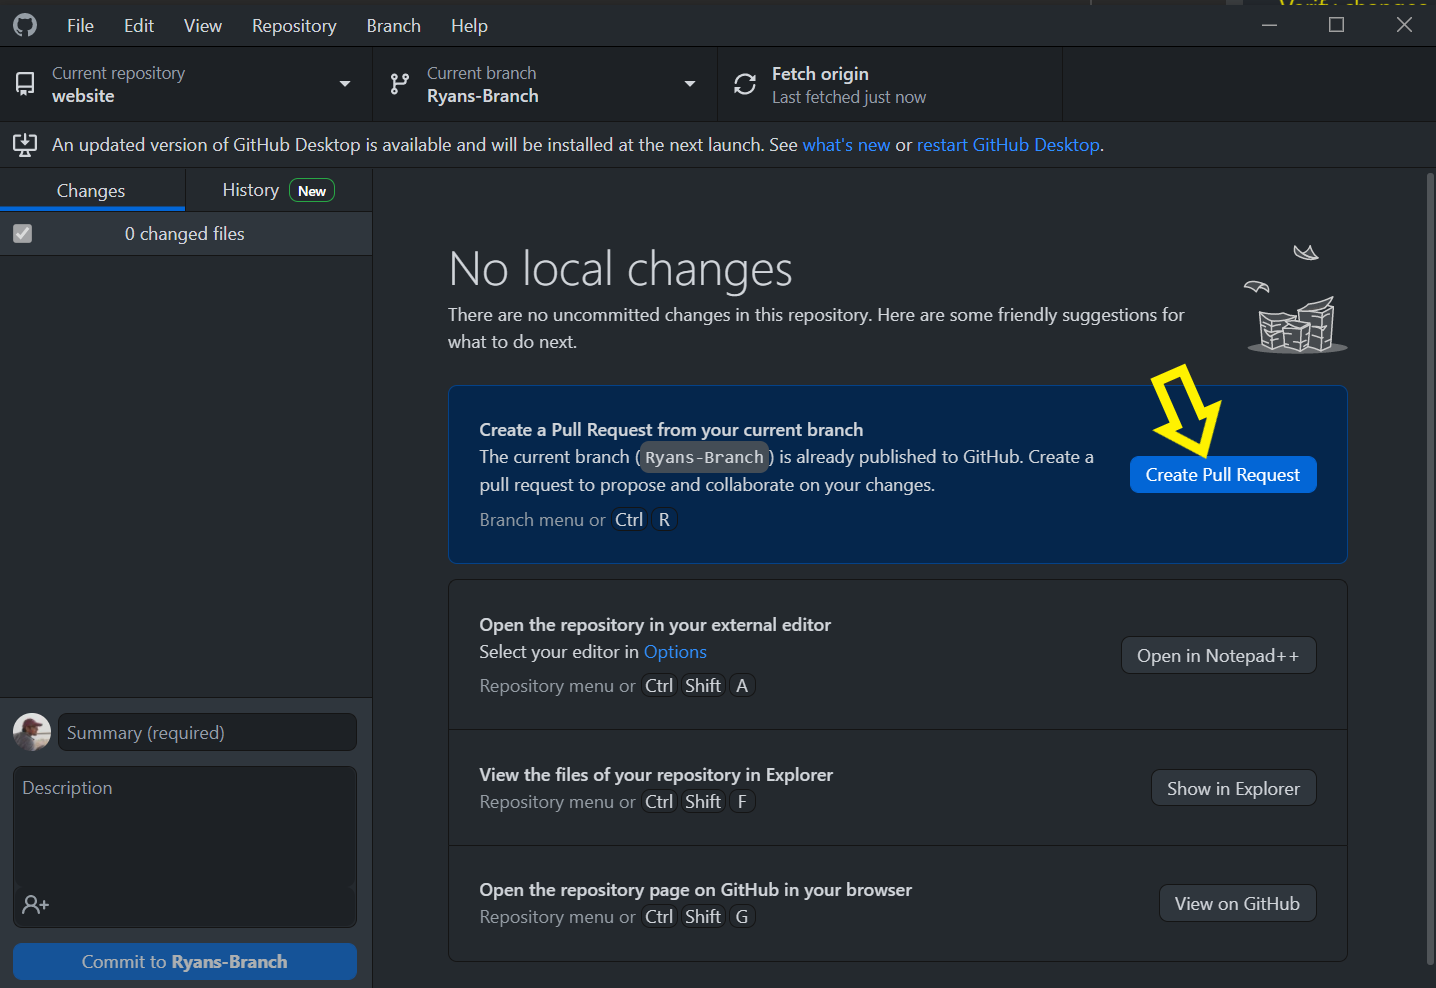 File Edit View Repository Branch Help
Current repository
website
Current branch
Ryans-Branch
Fetch origin
Last fetched just now
An updated version of GitHub Desktop is available and will be installed at the next launch. See what's new or restart GitHub Desktop.
Changes
History New
0 changed files
No local changes
There are no uncommitted changes in this repository. Here are some friendly suggestions for
what to do next.
Create a Pull Request from your current branch
The current branch (Ryans-Branch) is already published to GitHub. Create a
pull request to propose and collaborate on your changes.
Branch menu or Ctrl R
Create Pull Request
Open the repository in your external editor
Select your editor in Options
Repository menu or Ctrl Shift A
Open in Notepad++
View the files of your repository in Explorer
Repository menu or Ctrl Shift F
Show in Explorer
Open the repository page on GitHub in your browser
Repository menu or Ctrl Shift G
View on GitHub
Summary (required)
Description
Commit to Ryans-Branch